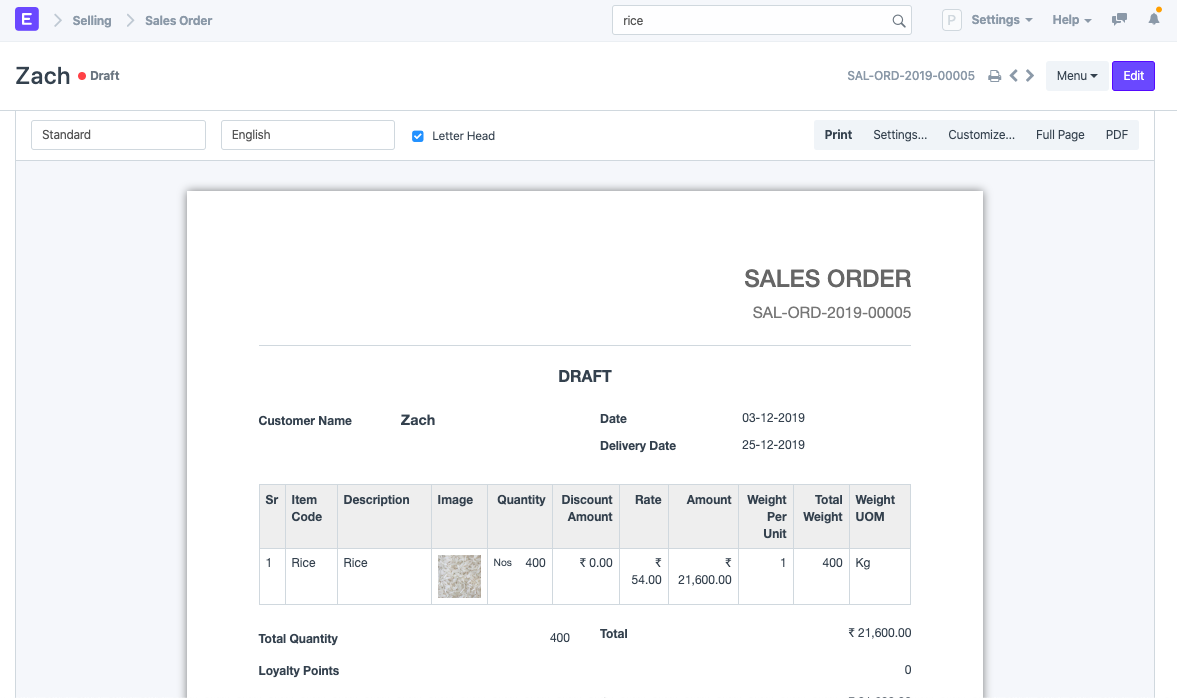 E Selling Sales Order rice P Settings Help
Zach Draft SAL-ORD-2019-00005 Menu Edit
Standard English Letter Head Print Settings... Customize... Full Page PDF
SALES ORDER
SAL-ORD-2019-00005
DRAFT
Customer Name Zach Date 03-12-2019
Delivery Date 25-12-2019
Sr Item Description Image Quantity Discount Rate Amount Weight Total Weight
Code Amount Per Weight UOM
Unit
1 Rice Rice Nos 400 ₹ 0.00 ₹ ₹ 1 400 Kg
54.00 21,600.00
Total Quantity 400 Total ₹ 21,600.00
Loyalty Points 0